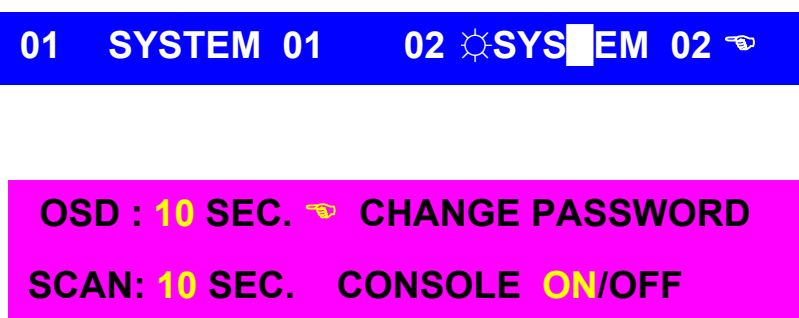 01 SYSTEM 01 02 ☼SYS█EM 02 ☜
OSD : 10 SEC. ☜ CHANGE PASSWORD
SCAN: 10 SEC. CONSOLE ON/OFF